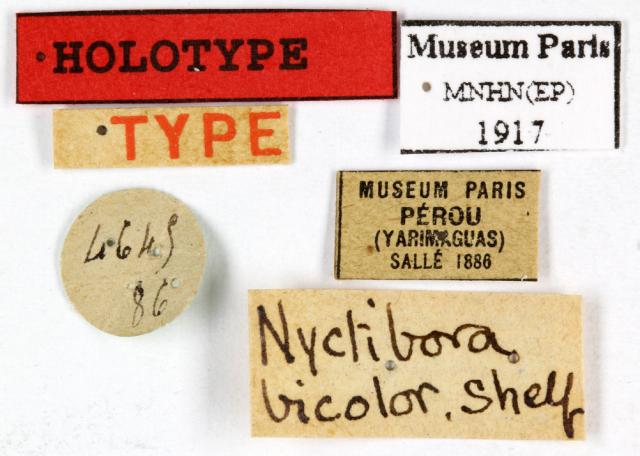 HOLOTYPE
TYPE
Museum Paris
MNHN(EP)
1917
4645
86
MUSEUM PARIS
PÉROU
(YARIMAGUAS)
SALLÉ 1886
Nyctibora
bicolor. Shelf